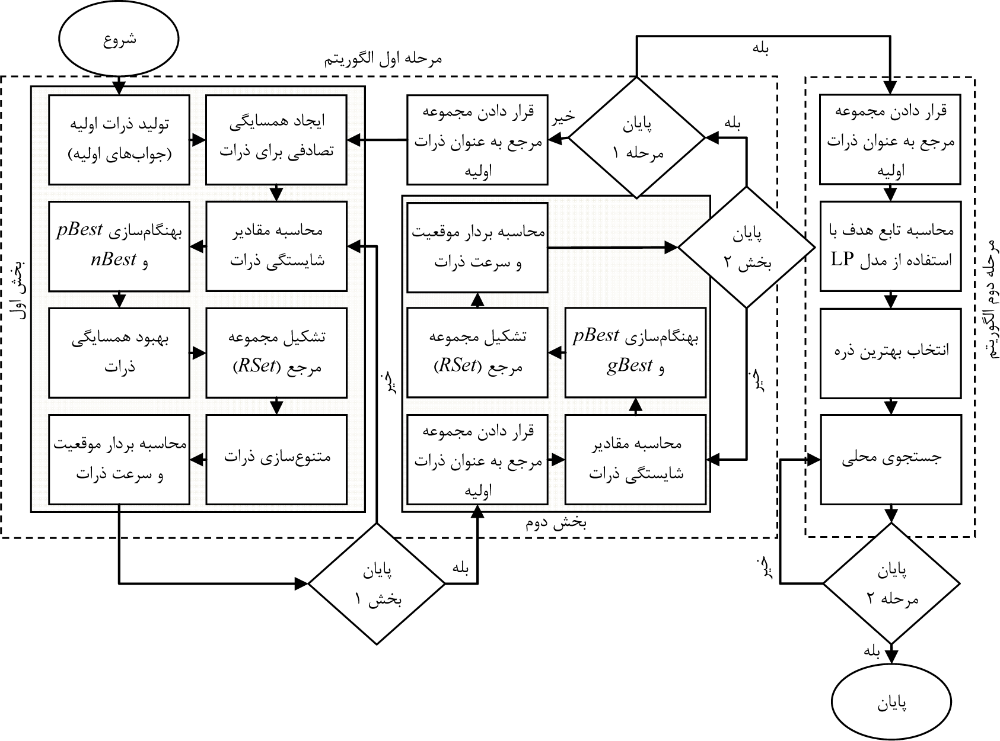 شروع
مرحله اول الگوریتم
بخش اول
تولید ذرات اولیه
(جواب‌های اولیه)
ایجاد همسایگی
تصادفی برای ذرات
محاسبه مقادیر
شایستگی ذرات
بهنگام‌سازی pBest
و nBest
بهبود همسایگی
ذرات
تشکیل مجموعه
مرجع (RSet)
متنوع‌سازی ذرات
محاسبه بردار موقعیت
و سرعت ذرات
پایان
بخش ۱
خیر
بله
بخش دوم
قرار دادن مجموعه
مرجع به عنوان ذرات
اولیه
محاسبه مقادیر
شایستگی ذرات
بهنگام‌سازی pBest
و gBest
تشکیل مجموعه
مرجع (RSet)
محاسبه بردار موقعیت
و سرعت ذرات
پایان
بخش ۲
خیر
بله
پایان
مرحله ۱
خیر
قرار دادن مجموعه
مرجع به عنوان ذرات
اولیه
بله
مرحله دوم الگوریتم
قرار دادن مجموعه
مرجع به عنوان ذرات
اولیه
محاسبه تابع هدف با
استفاده از مدل LP
انتخاب بهترین ذره
جستجوی محلی
پایان
مرحله ۲
خیر
بله
پایان